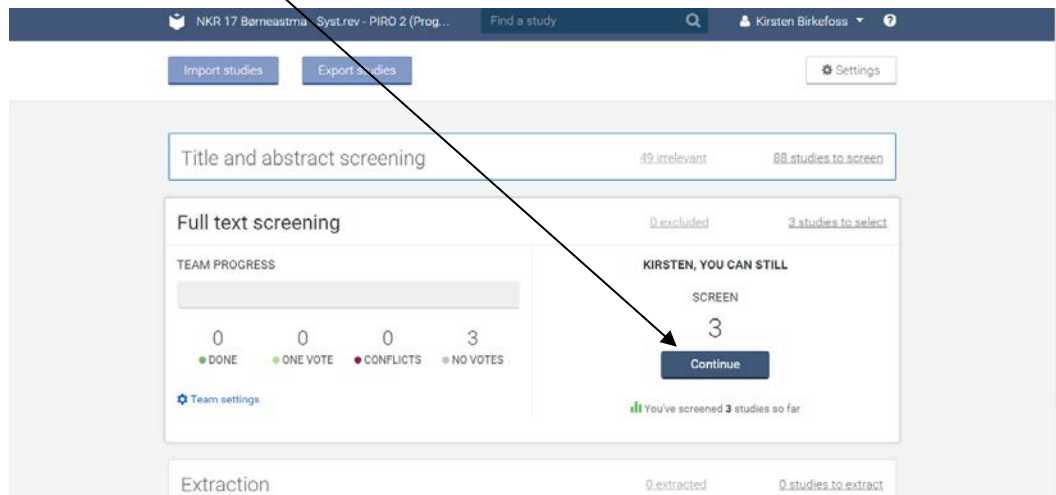 NKR 17 Børneastma - Syst.rev - PIRO 2 (Prog... Find a study Kirsten Birkefoss ?
Import studies Export studies Settings
Title and abstract screening 49 irrelevant 88 studies to screen
Full text screening 0 excluded 3 studies to select
TEAM PROGRESS
0 0 0 3
DONE ONE VOTE CONFLICTS NO VOTES
Team settings
KIRSTEN, YOU CAN STILL
SCREEN
3
Continue
You've screened 3 studies so far
Extraction 0 extracted 0 studies to extract